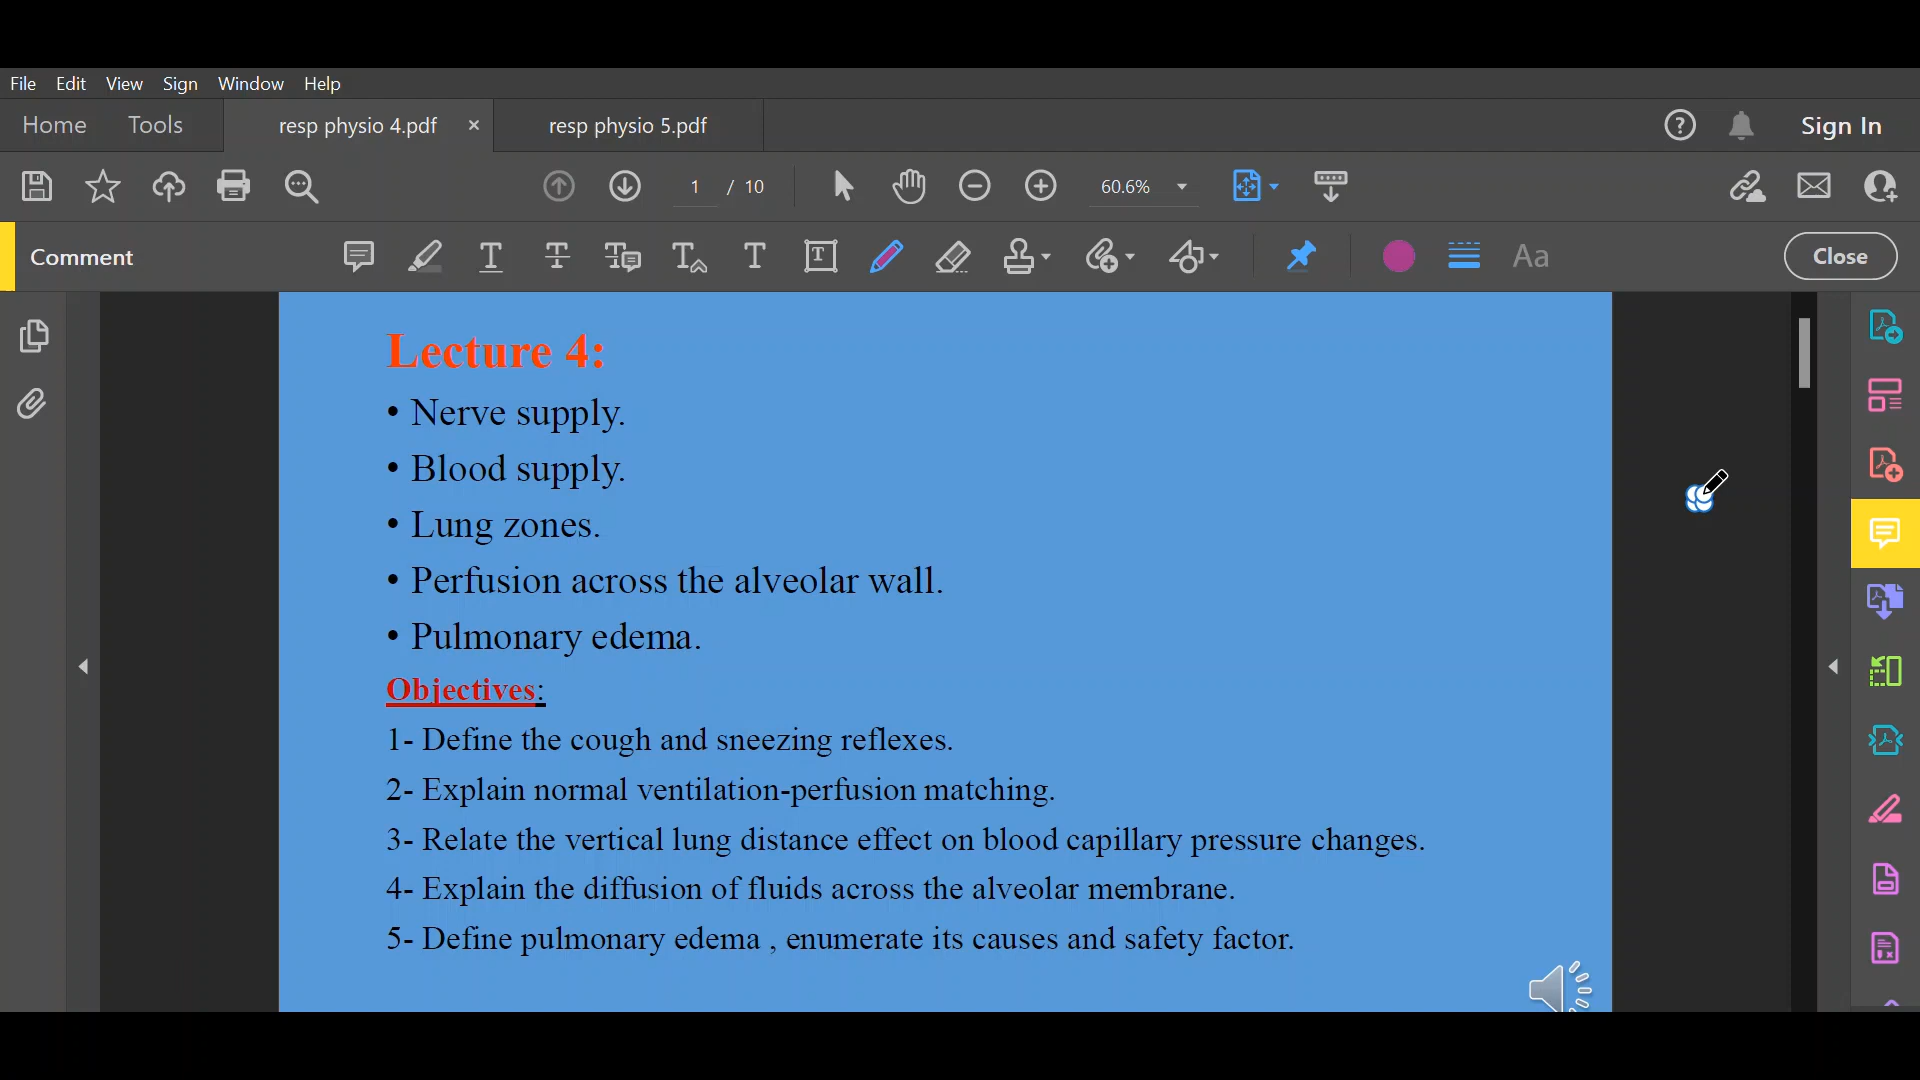 File Edit View Sign Window Help
Home Tools resp physio 4.pdf × resp physio 5.pdf ? Sign In
1 / 10 60.6%
Comment T T T T T T Aa Close
Lecture 4:
• Nerve supply.
• Blood supply.
• Lung zones.
• Perfusion across the alveolar wall.
• Pulmonary edema.
Objectives:
1- Define the cough and sneezing reflexes.
2- Explain normal ventilation-perfusion matching.
3- Relate the vertical lung distance effect on blood capillary pressure changes.
4- Explain the diffusion of fluids across the alveolar membrane.
5- Define pulmonary edema , enumerate its causes and safety factor.